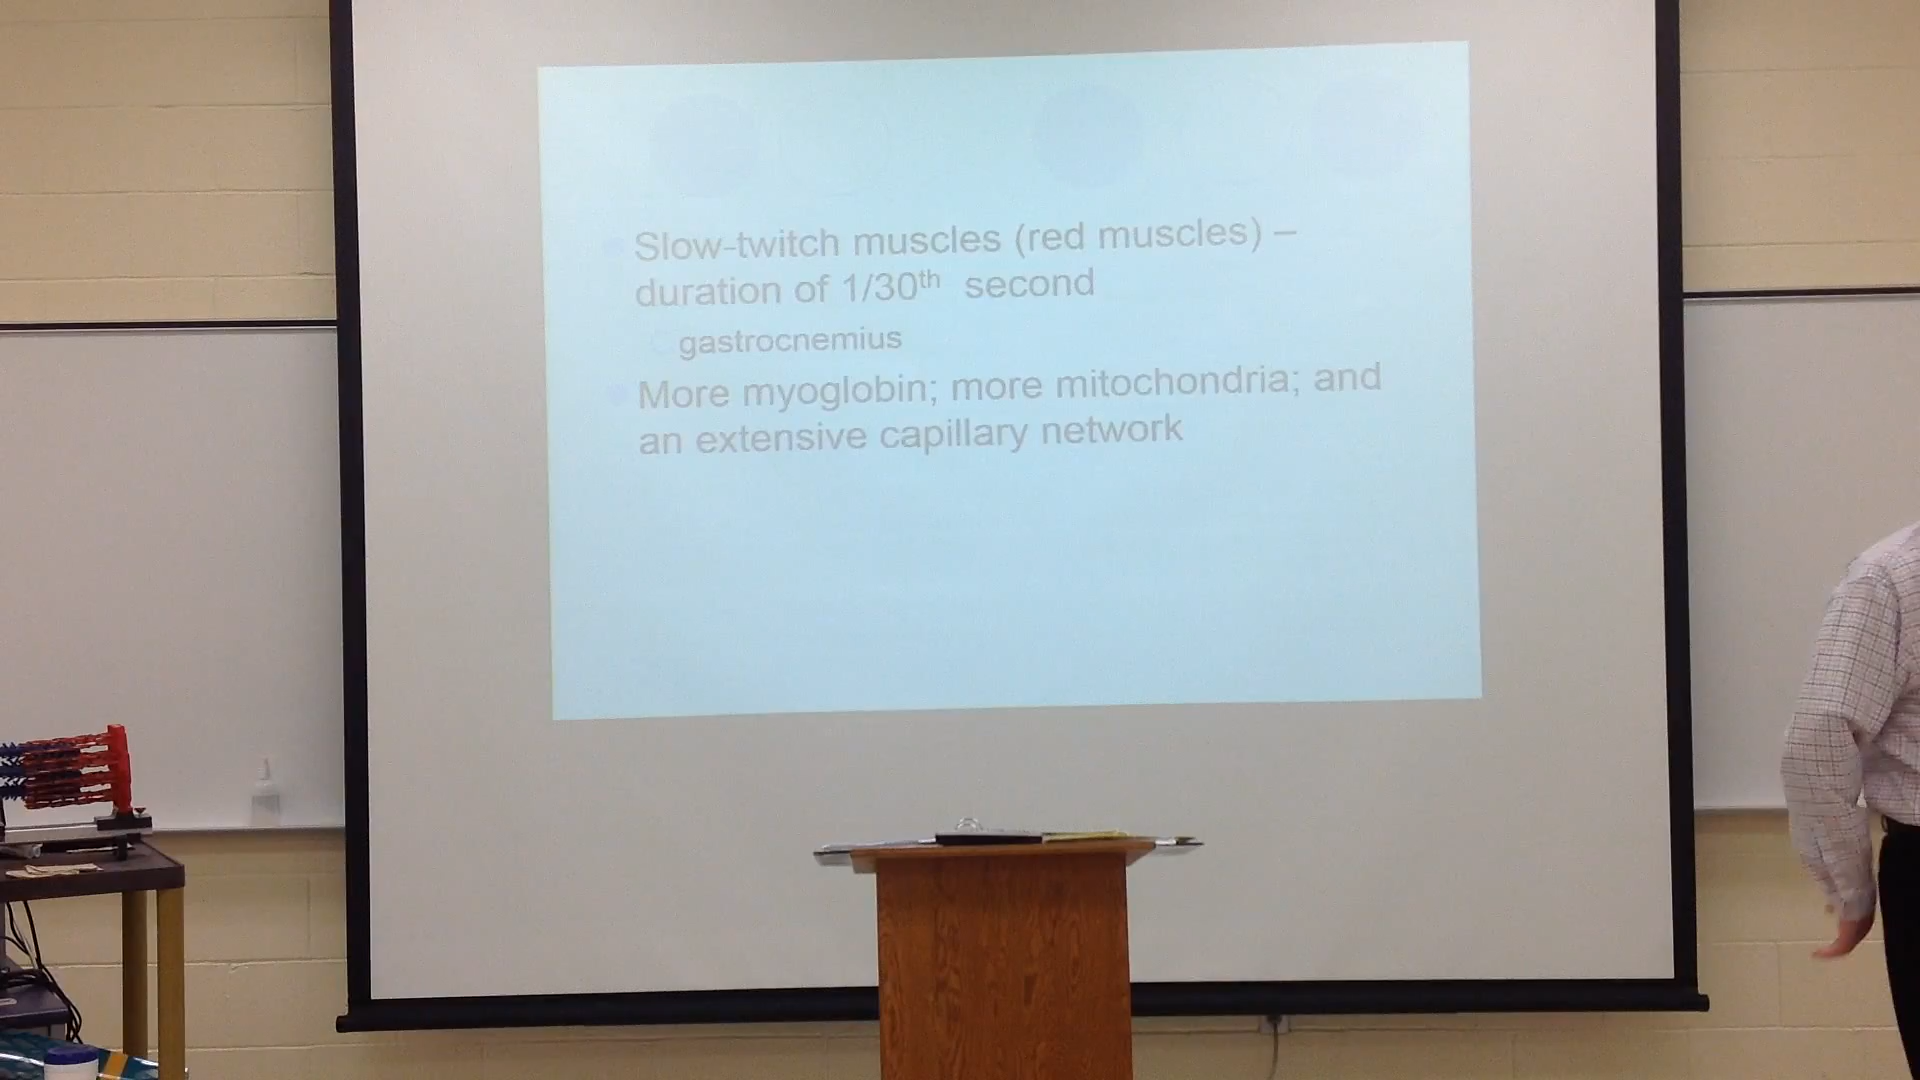 Slow-twitch muscles (red muscles) –
duration of 1/30th second
gastrocnemius
More myoglobin; more mitochondria; and
an extensive capillary network